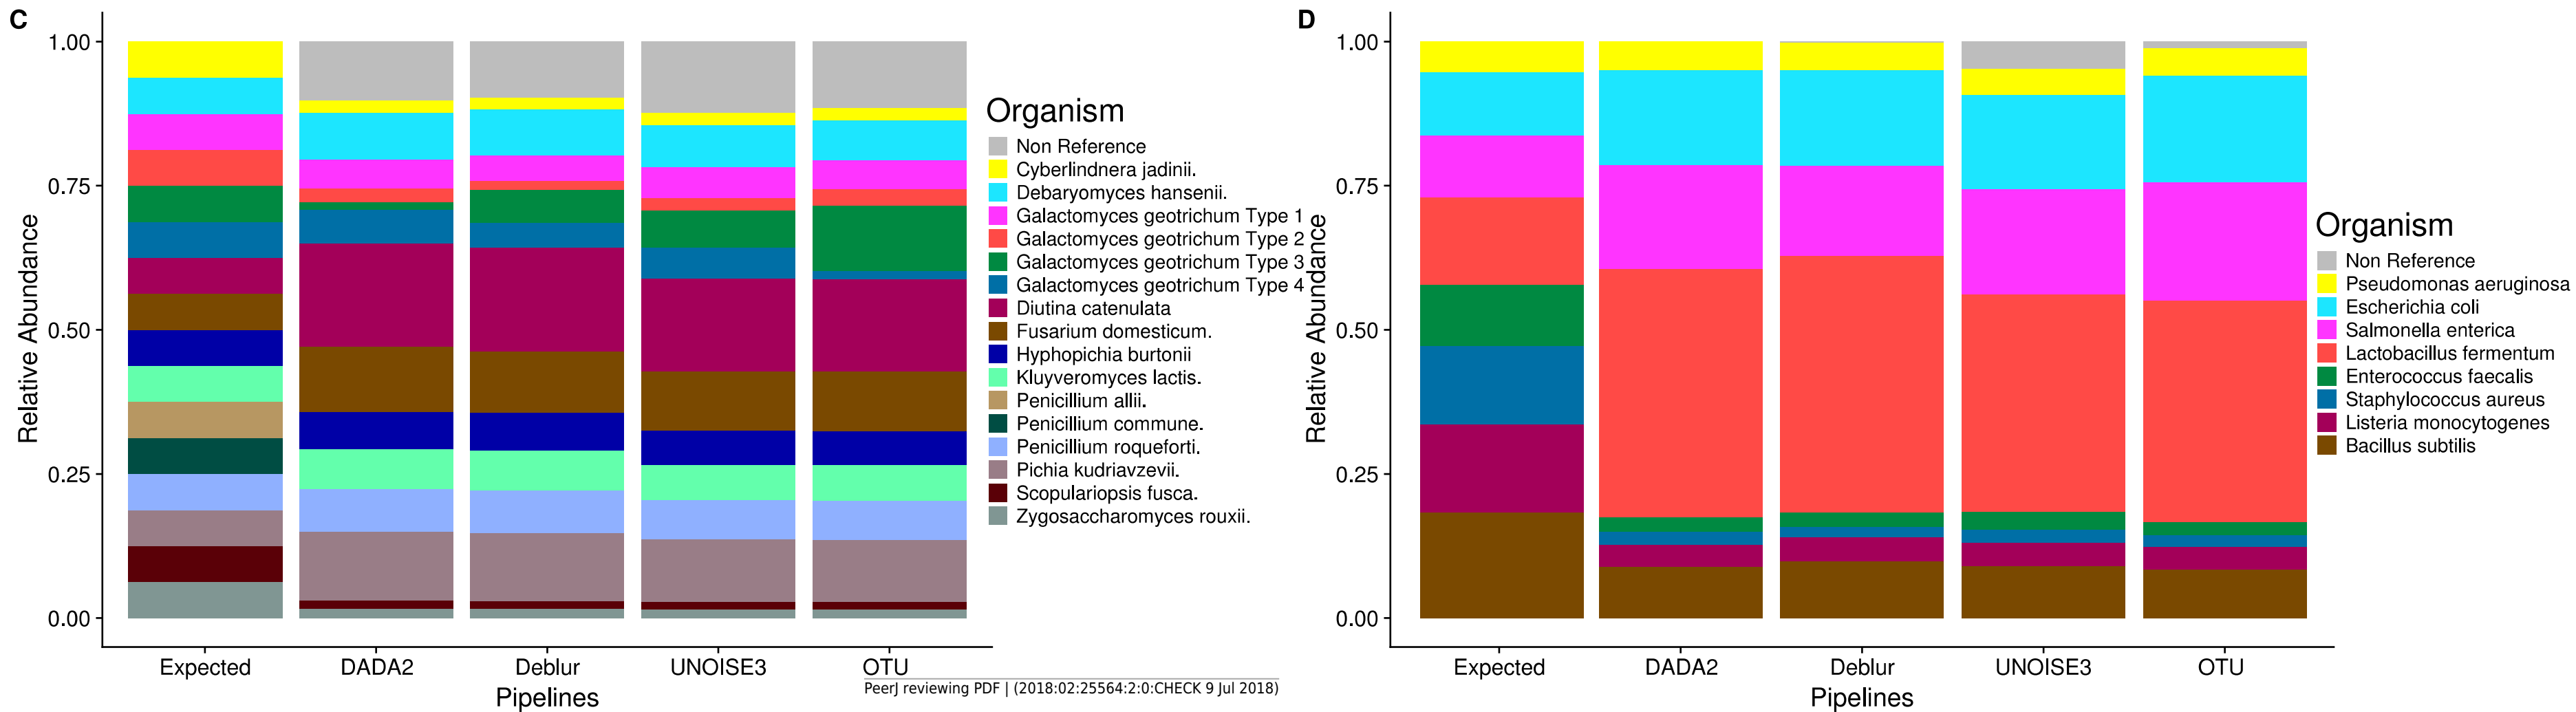 C
1.00
0.75
0.50
0.25
0.00
Relative Abundance
Expected
DADA2
Deblur
UNOISE3
OTU
Pipelines
Organism
Non Reference
Cyberlindnera jadinii.
Debaryomyces hansenii.
Galactomyces geotrichum Type 1
Galactomyces geotrichum Type 2
Galactomyces geotrichum Type 3
Galactomyces geotrichum Type 4
Diutina catenulata
Fusarium domesticum.
Hyphopichia burtonii
Kluyveromyces lactis.
Penicillium allii.
Penicillium commune.
Penicillium roqueforti.
Pichia kudriavzevii.
Scopulariopsis fusca.
Zygosaccharomyces rouxii.
PeerJ reviewing PDF | (2018:02:25564:2:0:CHECK 9 Jul 2018)
D
1.00
0.75
0.50
0.25
0.00
Relative Abundance
Expected
DADA2
Deblur
UNOISE3
OTU
Pipelines
Organism
Non Reference
Pseudomonas aeruginosa
Escherichia coli
Salmonella enterica
Lactobacillus fermentum
Enterococcus faecalis
Staphylococcus aureus
Listeria monocytogenes
Bacillus subtilis